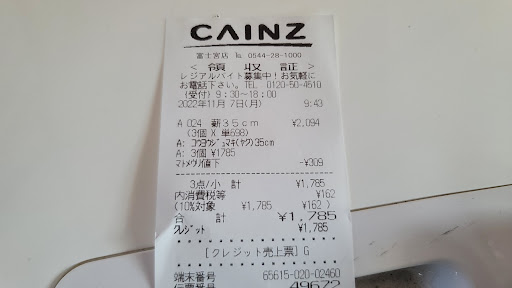 CAINZ
富士宮店 ℡ 0544-28-1000
< 領 収 証 >
レジアルバイト募集中！お気軽に
お電話下さい。TEL 0120-50-4610
(受付) 9：30～18：00
2022年11月 7日(月) 9:43
A 024 薪３５ｃｍ ¥2,094
(3個 X 単698)
A: ｺｳﾖｳｼﾞｭﾏｷ(ﾔｸ)35cm
A: 3個 ¥1785
ﾏﾄﾒｳﾘ値下 -¥309
3点/小 計 ¥1,785
内消費税等 ¥162
(10%対象 ¥1,785 ¥162 )
合 計 ¥1,785
ｸﾚｼﾞｯﾄ ¥1,785
[クレジット売上票] G
端末番号 65615-020-02460
伝票番号 49672